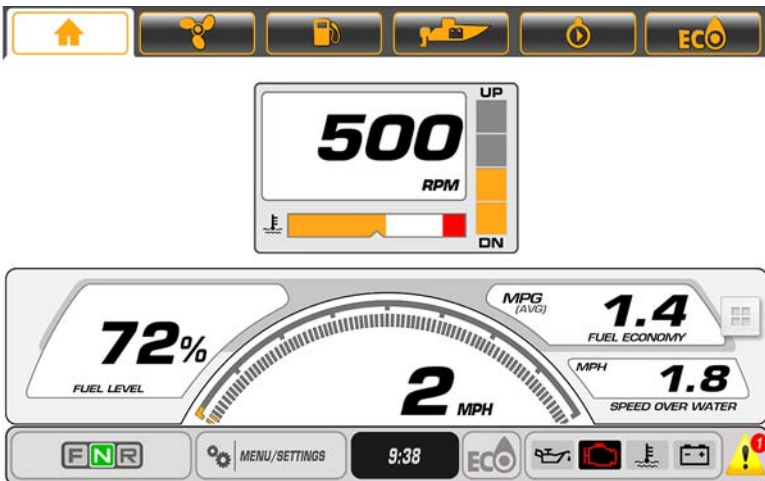 ECO
UP
500
RPM
DN
72%
FUEL LEVEL
2 MPH
MPG
(AVG)
1.4
FUEL ECONOMY
MPH
1.8
SPEED OVER WATER
F N R
MENU/SETTINGS
9:38
ECO
1